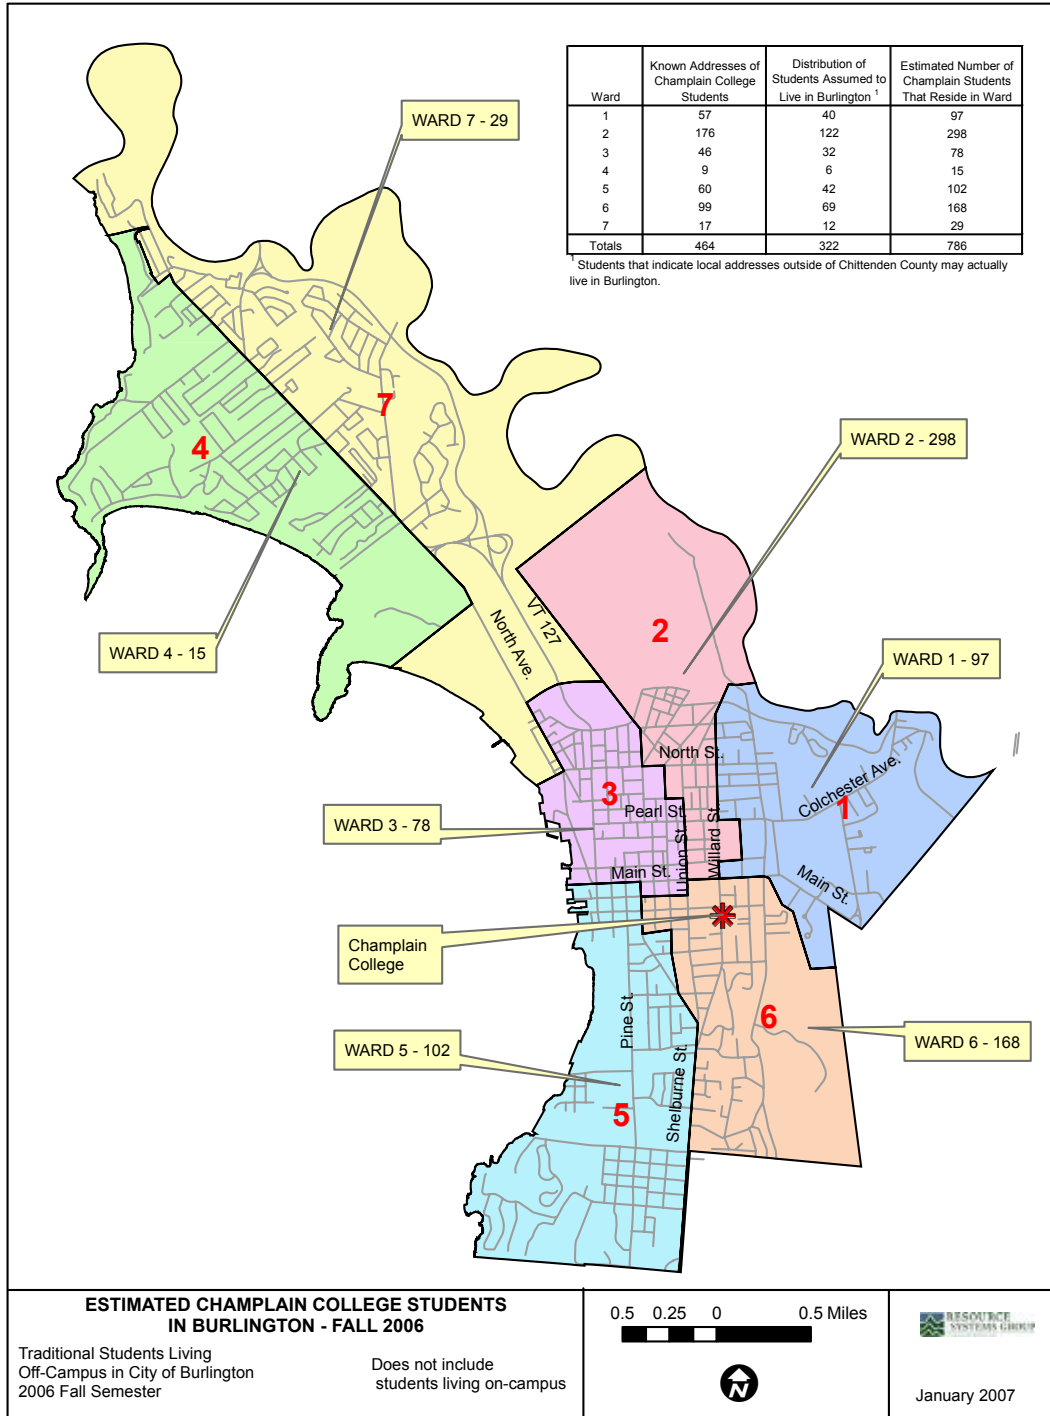 Ward | Known Addresses of Champlain College Students | Distribution of Students Assumed to Live in Burlington 1 | Estimated Number of Champlain Students That Reside in Ward
1 57 40 97
2 176 122 298
3 46 32 78
4 9 6 15
5 60 42 102
6 99 69 168
7 17 12 29
Totals 464 322 786
1 Students that indicate local addresses outside of Chittenden County may actually
live in Burlington.
WARD 7 - 29
7
4
WARD 2 - 298
VT 127
North Ave.
2
WARD 4 - 15
WARD 1 - 97
North St.
Colchester Ave.
3
1
Pearl St.
WARD 3 - 78
Union St.
Willard St.
Main St.
Main St.
Champlain
College
6
Pine St.
WARD 6 - 168
WARD 5 - 102
Shelburne St.
5
ESTIMATED CHAMPLAIN COLLEGE STUDENTS
IN BURLINGTON - FALL 2006
Traditional Students Living
Off-Campus in City of Burlington
2006 Fall Semester
Does not include
students living on-campus
0.5 0.25 0 0.5 Miles
N
RESOURCE
SYSTEMS GROUP
January 2007